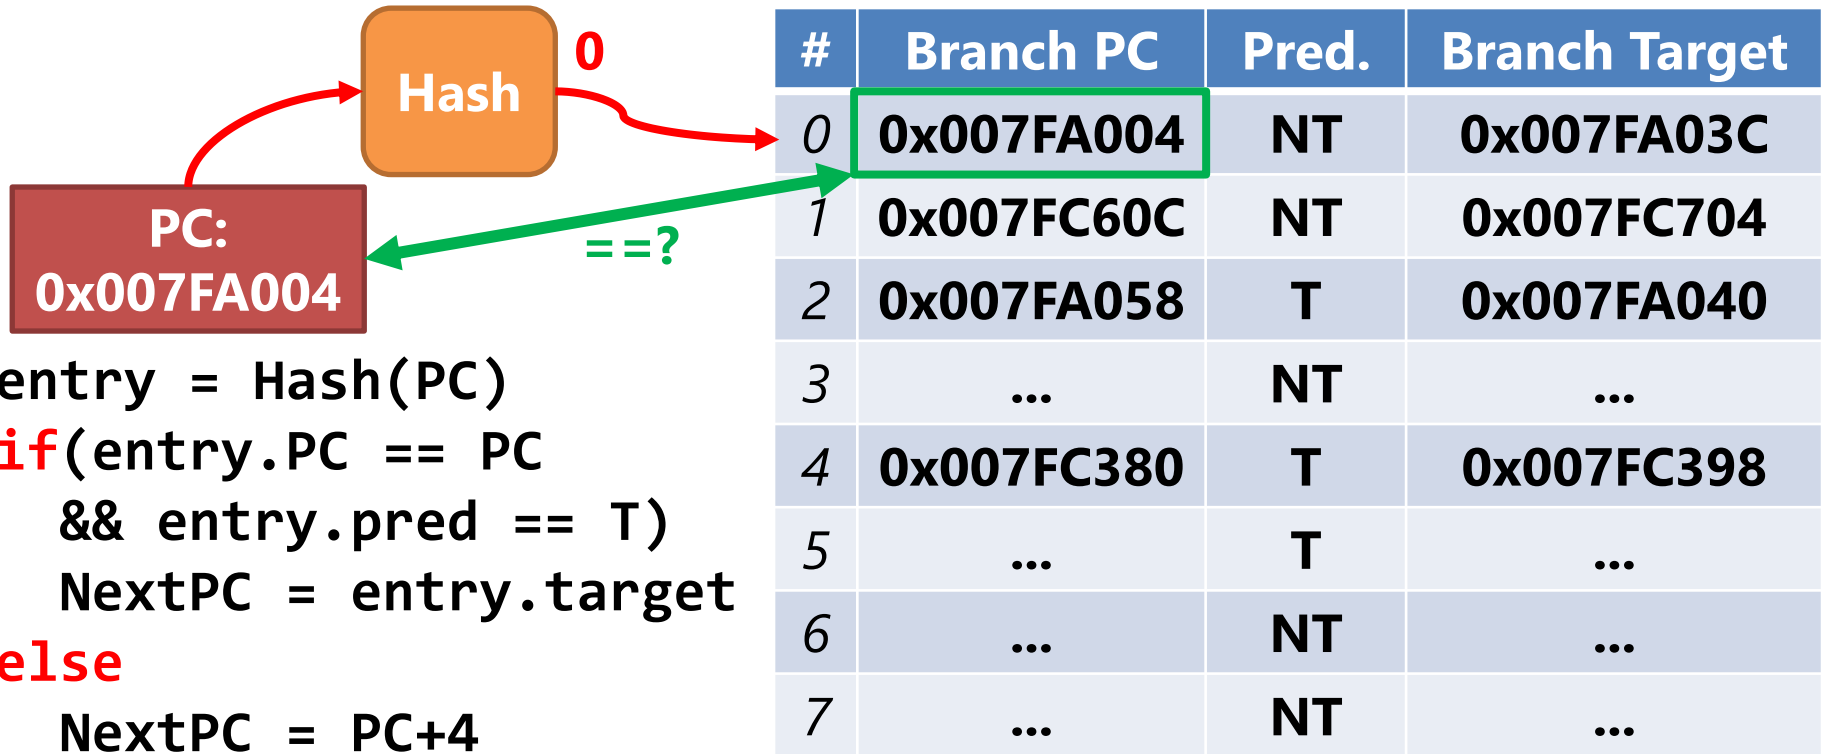 Hash
0
PC:
0x007FA004
==?
entry = Hash(PC)
if(entry.PC == PC
&& entry.pred == T)
NextPC = entry.target
else
NextPC = PC+4
# Branch PC Pred. Branch Target
0 0x007FA004 NT 0x007FA03C
1 0x007FC60C NT 0x007FC704
2 0x007FA058 T 0x007FA040
3 ... NT ...
4 0x007FC380 T 0x007FC398
5 ... T ...
6 ... NT ...
7 ... NT ...